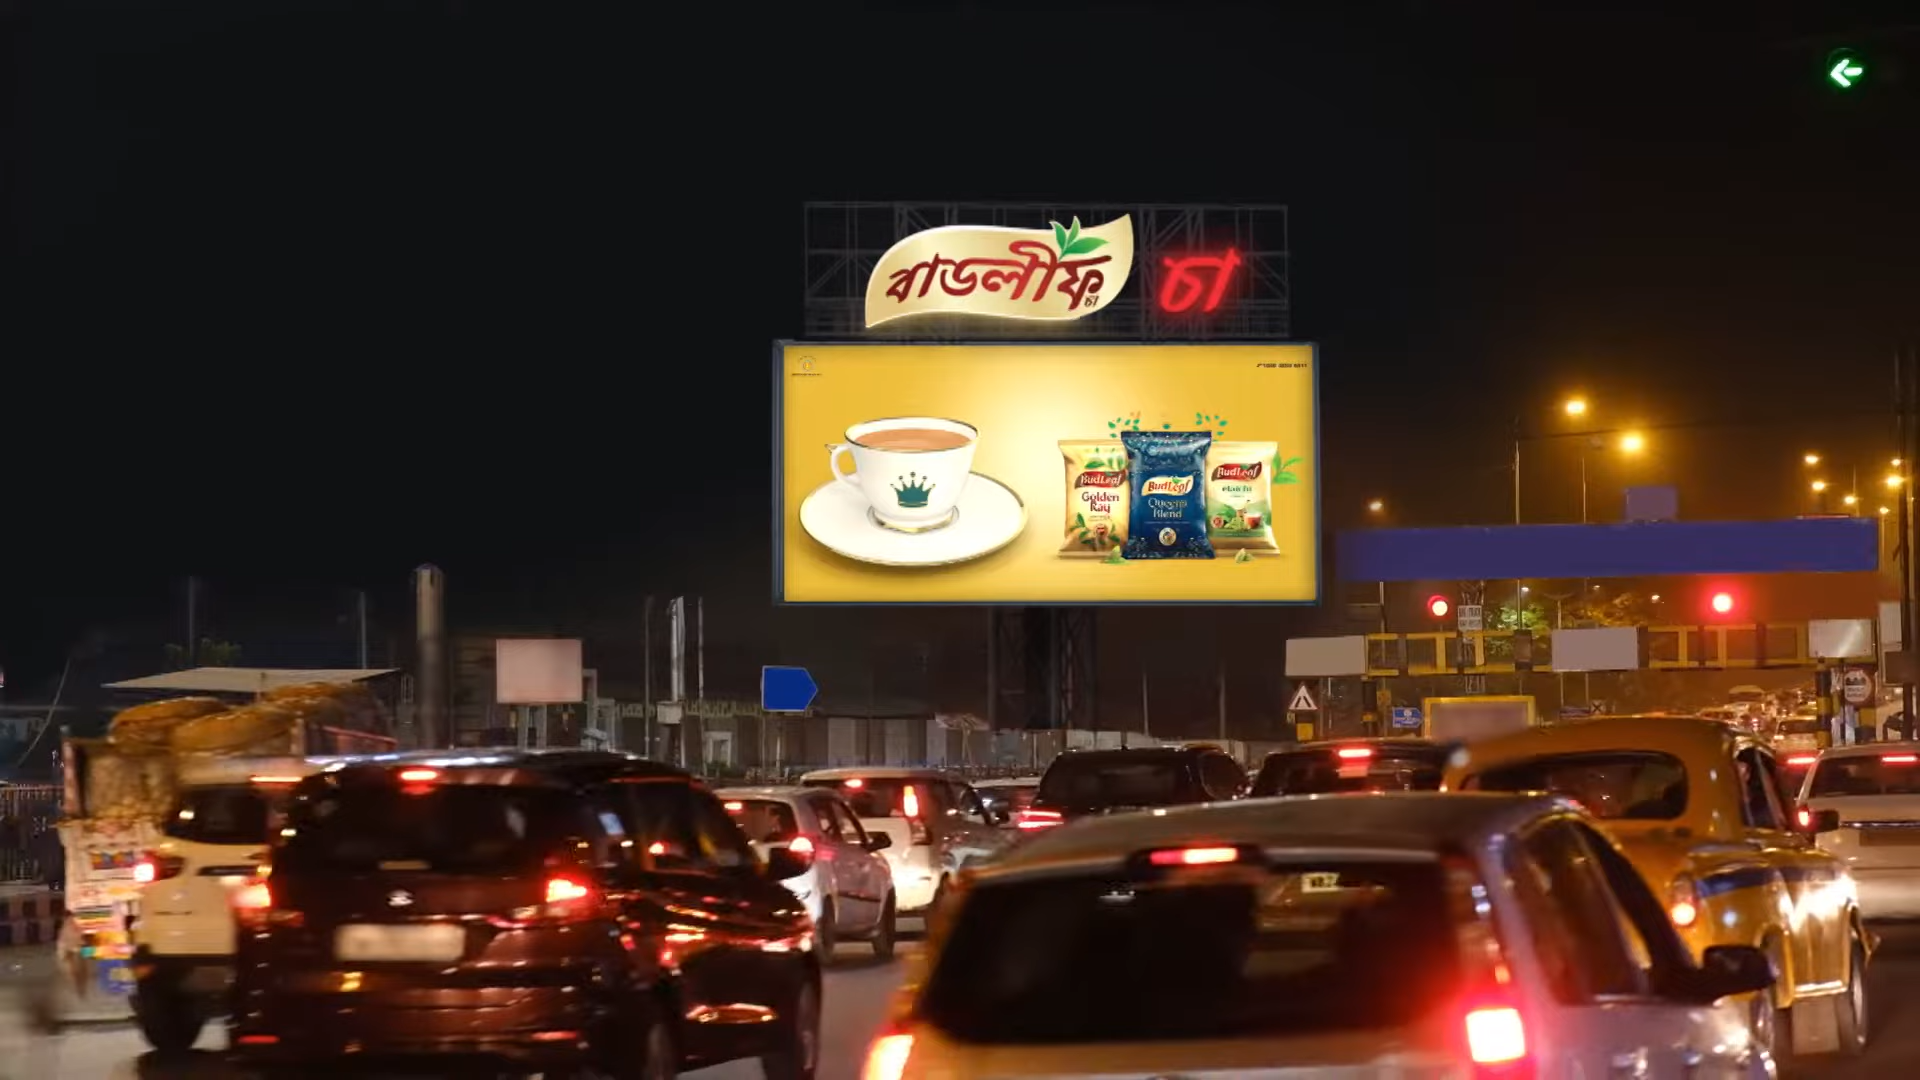 বাডলীফ
চা
চা
BudLeaf
Golden
Ray
BudLeaf
Queens
Blend
BudLeaf
elaichi